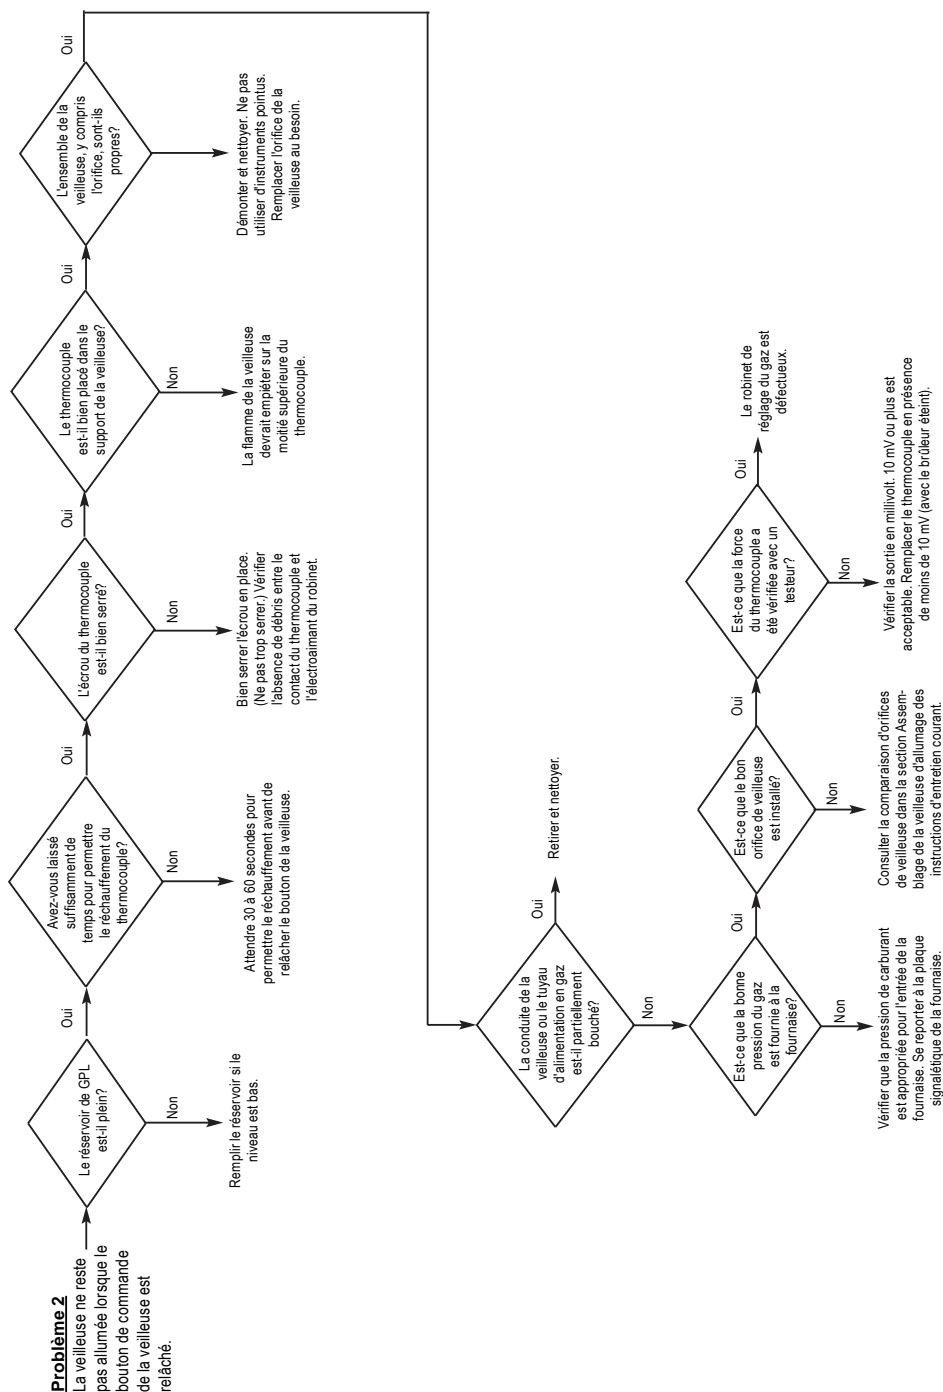 Problème 2
La veilleuse ne reste
pas allumée lorsque le
bouton de commande
de la veilleuse est
relâché.
Le réservoir de GPL
est-il plein?
Oui
Non
Remplir le réservoir si le
niveau est bas.
Avez-vous laissé
suffisamment de
temps pour permettre
le réchauffement du
thermocouple?
Oui
Non
Attendre 30 à 60 secondes pour
permettre le réchauffement avant de
relâcher le bouton de la veilleuse.
L'écrou du thermocouple
est-il bien serré?
Oui
Non
Bien serrer l'écrou en place.
(Ne pas trop serrer.) Vérifier
l'absence de débris entre le
contact du thermocouple et
l'électroaimant du robinet.
Le thermocouple
est-il bien placé dans le
support de la veilleuse?
Oui
Non
La flamme de la veilleuse
devrait empiéter sur la
moitié supérieure du
thermocouple.
L'ensemble de la
veilleuse, y compris
l'orifice, sont-ils
propres?
Oui
Démonter et nettoyer. Ne pas
utiliser d'instruments pointus.
Remplacer l'orifice de la
veilleuse au besoin.
La conduite de la
veilleuse ou le tuyau
d'alimentation en gaz
est-il partiellement
bouché?
Oui
Retirer et nettoyer.
Non
Est-ce que la bonne
pression du gaz
est fournie à la
fournaise?
Oui
Non
Vérifier que la pression de carburant
est appropriée pour l'entrée de la
fournaise. Se reporter à la plaque
signalétique de la fournaise.
Est-ce que le bon
orifice de veilleuse
est installé?
Oui
Non
Consulter la comparaison d'orifices
de veilleuse dans la section Assem-
blage de la veilleuse d'allumage des
instructions d'entretien courant.
Est-ce que la force
du thermocouple a
été vérifiée avec un
testeur?
Oui
Le robinet de
réglage du gaz est
défectueux.
Non
Vérifier la sortie en millivolt. 10 mV ou plus est
acceptable. Remplacer le thermocouple en présence
de moins de 10 mV (avec le brûleur éteint).